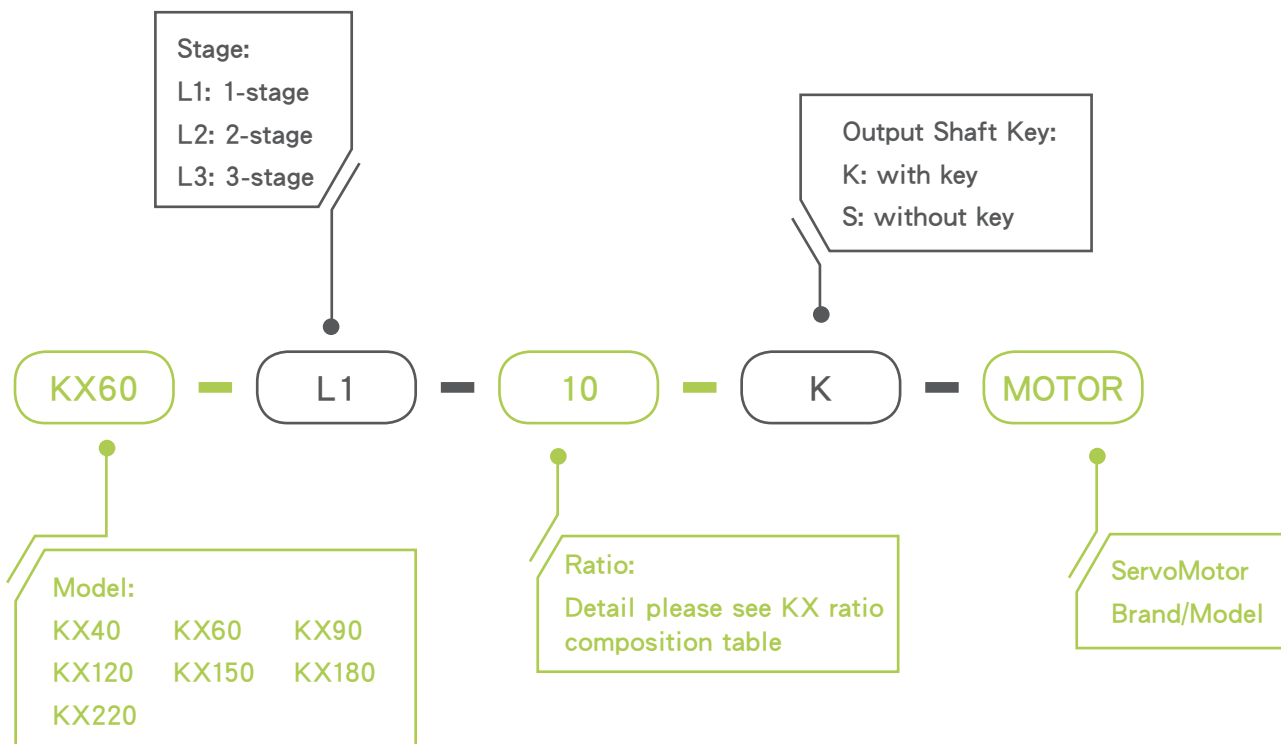 Stage:
L1: 1-stage
L2: 2-stage
L3: 3-stage
Output Shaft Key:
K: with key
S: without key
KX60 - L1 - 10 - K - MOTOR
Model:
KX40 KX60 KX90
KX120 KX150 KX180
KX220
Ratio:
Detail please see KX ratio
composition table
ServoMotor
Brand/Model